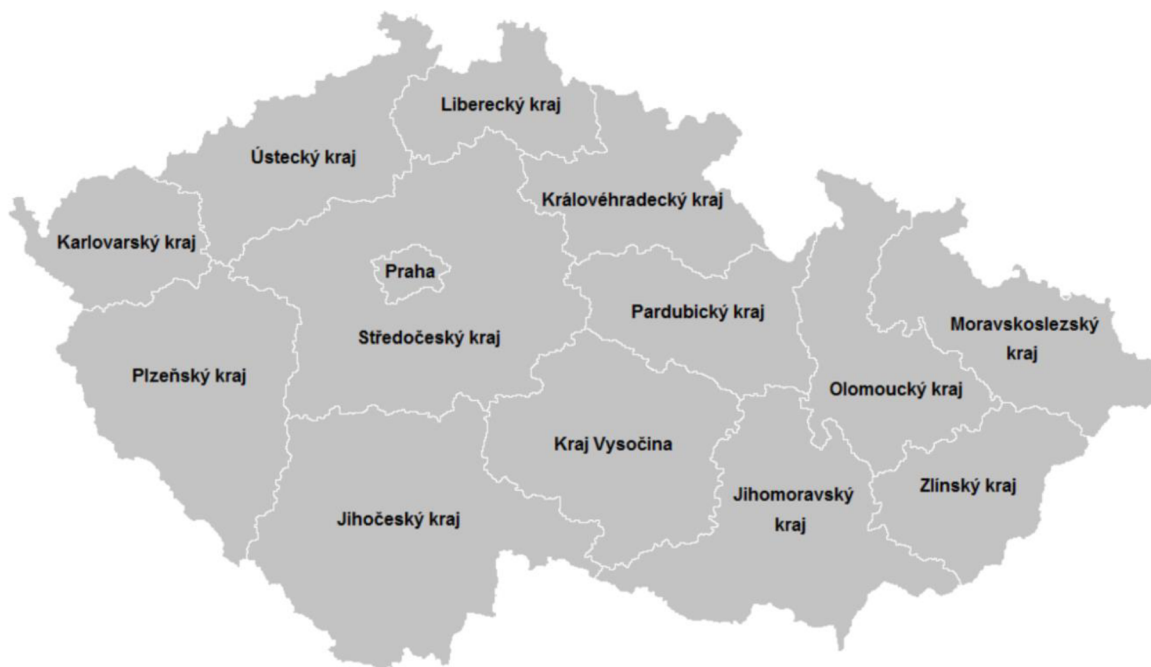 Liberecký kraj
Ústecký kraj
Královéhradecký kraj
Karlovarský kraj
Praha
Pardubický kraj
Středočeský kraj
Moravskoslezský
kraj
Plzeňský kraj
Olomoucký kraj
Kraj Vysočina
Zlínský kraj
Jihomoravský
kraj
Jihočeský kraj